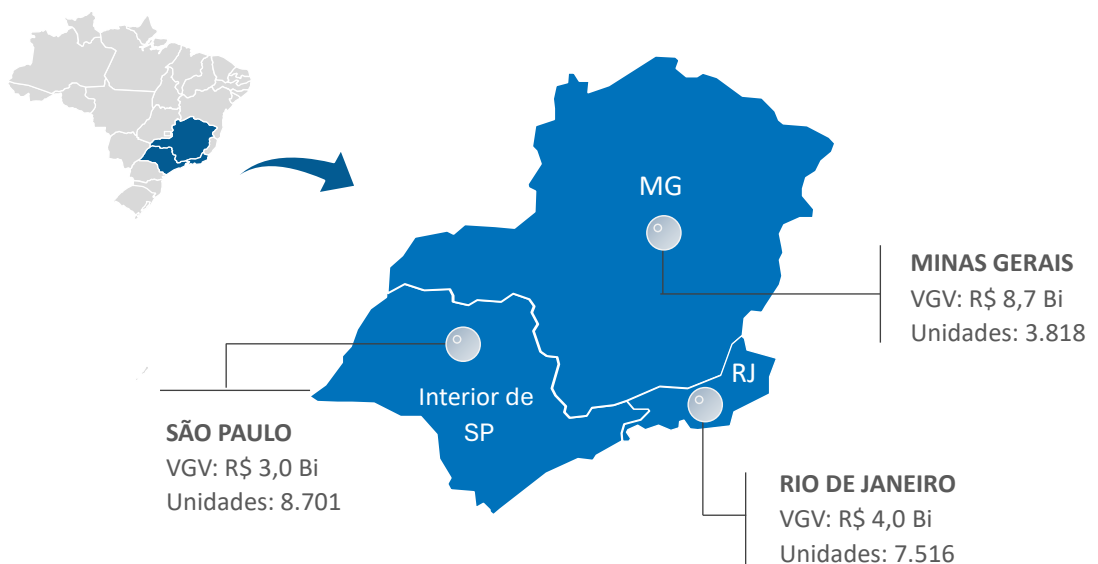 MG
MINAS GERAIS
VGV: R$ 8,7 Bi
Unidades: 3.818
RJ
Interior de
SP
SÃO PAULO
VGV: R$ 3,0 Bi
Unidades: 8.701
RIO DE JANEIRO
VGV: R$ 4,0 Bi
Unidades: 7.516